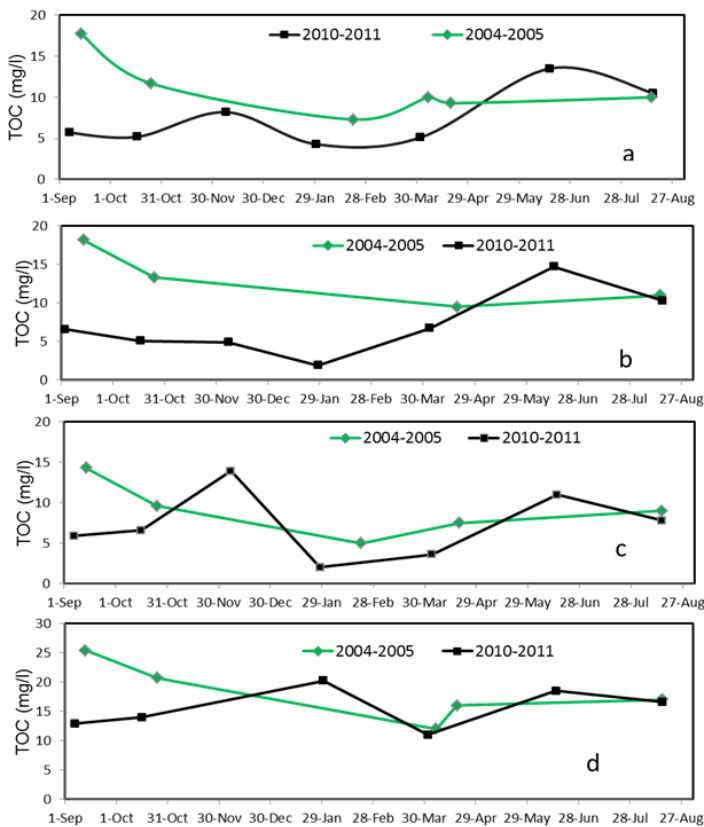 20
2010-2011 2004-2005
15
TOC (mg/l)
10
5
a
0
1-Sep 1-Oct 31-Oct 30-Nov 30-Dec 29-Jan 28-Feb 30-Mar 29-Apr 29-May 28-Jun 28-Jul 27-Aug
20
2004-2005 2010-2011
15
TOC (mg/l)
10
5
b
0
1-Sep 1-Oct 31-Oct 30-Nov 30-Dec 29-Jan 28-Feb 30-Mar 29-Apr 29-May 28-Jun 28-Jul 27-Aug
20
2004-2005 2010-2011
15
TOC (mg/l)
10
5
c
0
1-Sep 1-Oct 31-Oct 30-Nov 30-Dec 29-Jan 28-Feb 30-Mar 29-Apr 29-May 28-Jun 28-Jul 27-Aug
30
2004-2005 2010-2011
25
20
TOC (mg/l)
15
10
5
d
0
1-Sep 1-Oct 31-Oct 30-Nov 30-Dec 29-Jan 28-Feb 30-Mar 29-Apr 29-May 28-Jun 28-Jul 27-Aug